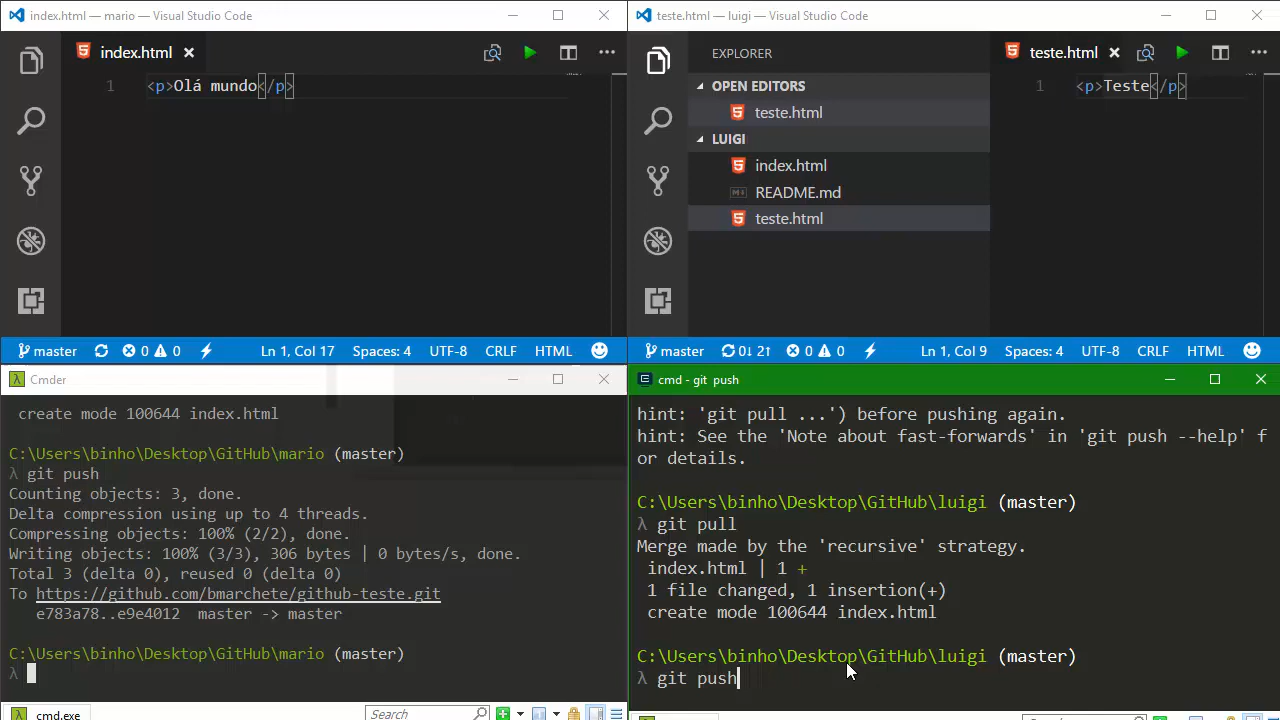 index.html — mario — Visual Studio Code
index.html
1 <p>Olá mundo</p>
master 0 0 Ln 1, Col 17 Spaces: 4 UTF-8 CRLF HTML
teste.html — luigi — Visual Studio Code
EXPLORER
OPEN EDITORS
teste.html
LUIGI
index.html
README.md
teste.html
teste.html
1 <p>Teste</p>
master 0↓ 2↑ 0 0 Ln 1, Col 9 Spaces: 4 UTF-8 CRLF HTML
λ Cmder
create mode 100644 index.html
C:\Users\binho\Desktop\GitHub\mario (master)
λ git push
Counting objects: 3, done.
Delta compression using up to 4 threads.
Compressing objects: 100% (2/2), done.
Writing objects: 100% (3/3), 306 bytes | 0 bytes/s, done.
Total 3 (delta 0), reused 0 (delta 0)
To https://github.com/bmarchete/github-teste.git
e783a78..e9e4012 master -> master
C:\Users\binho\Desktop\GitHub\mario (master)
λ
λ cmd.exe Search
cmd - git push
hint: 'git pull ...') before pushing again.
hint: See the 'Note about fast-forwards' in 'git push --help' f
or details.
C:\Users\binho\Desktop\GitHub\luigi (master)
λ git pull
Merge made by the 'recursive' strategy.
index.html | 1 +
1 file changed, 1 insertion(+)
create mode 100644 index.html
C:\Users\binho\Desktop\GitHub\luigi (master)
λ git push